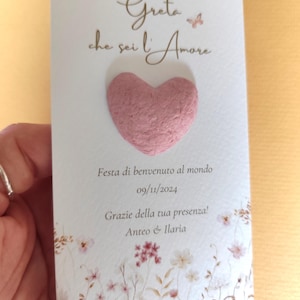 Greta
che sei l'Amore
Festa di benvenuto al mondo
09/11/2024
Grazie della tua presenza!
Anteo & Ilaria